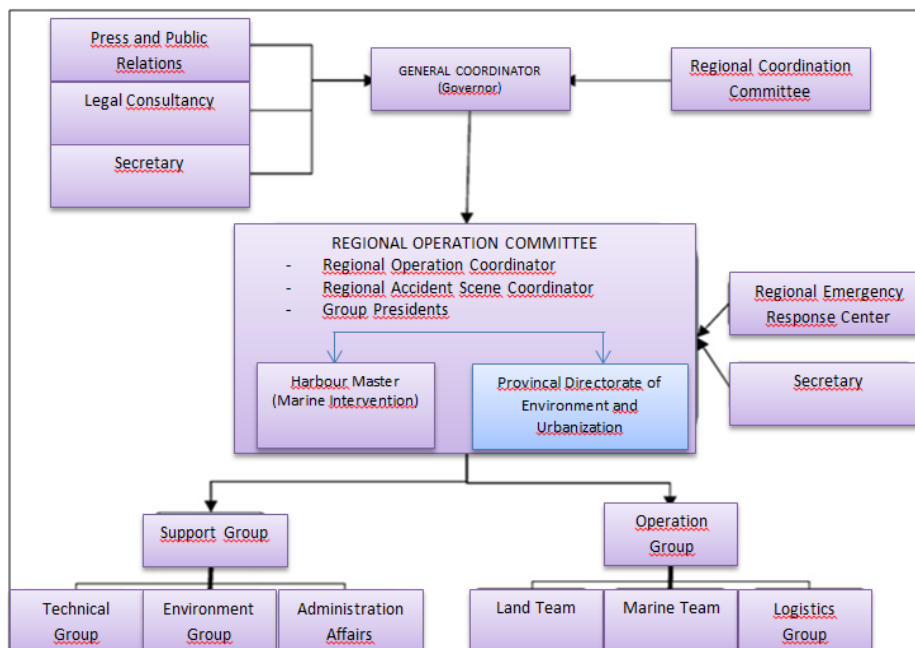 Press and Public
Relations
Legal Consultancy
Secretary
GENERAL COORDINATOR
(Governor)
Regional Coordination
Committee
REGIONAL OPERATION COMMITTEE
- Regional Operation Coordinator
- Regional Accident Scene Coordinator
- Group Presidents
Harbour Master
(Marine Intervention)
Provincal Directorate of
Environment and
Urbanization
Regional Emergency
Response Center
Secretary
Support Group
Operation
Group
Technical
Group
Environment
Group
Administration
Affairs
Land Team
Marine Team
Logistics
Group